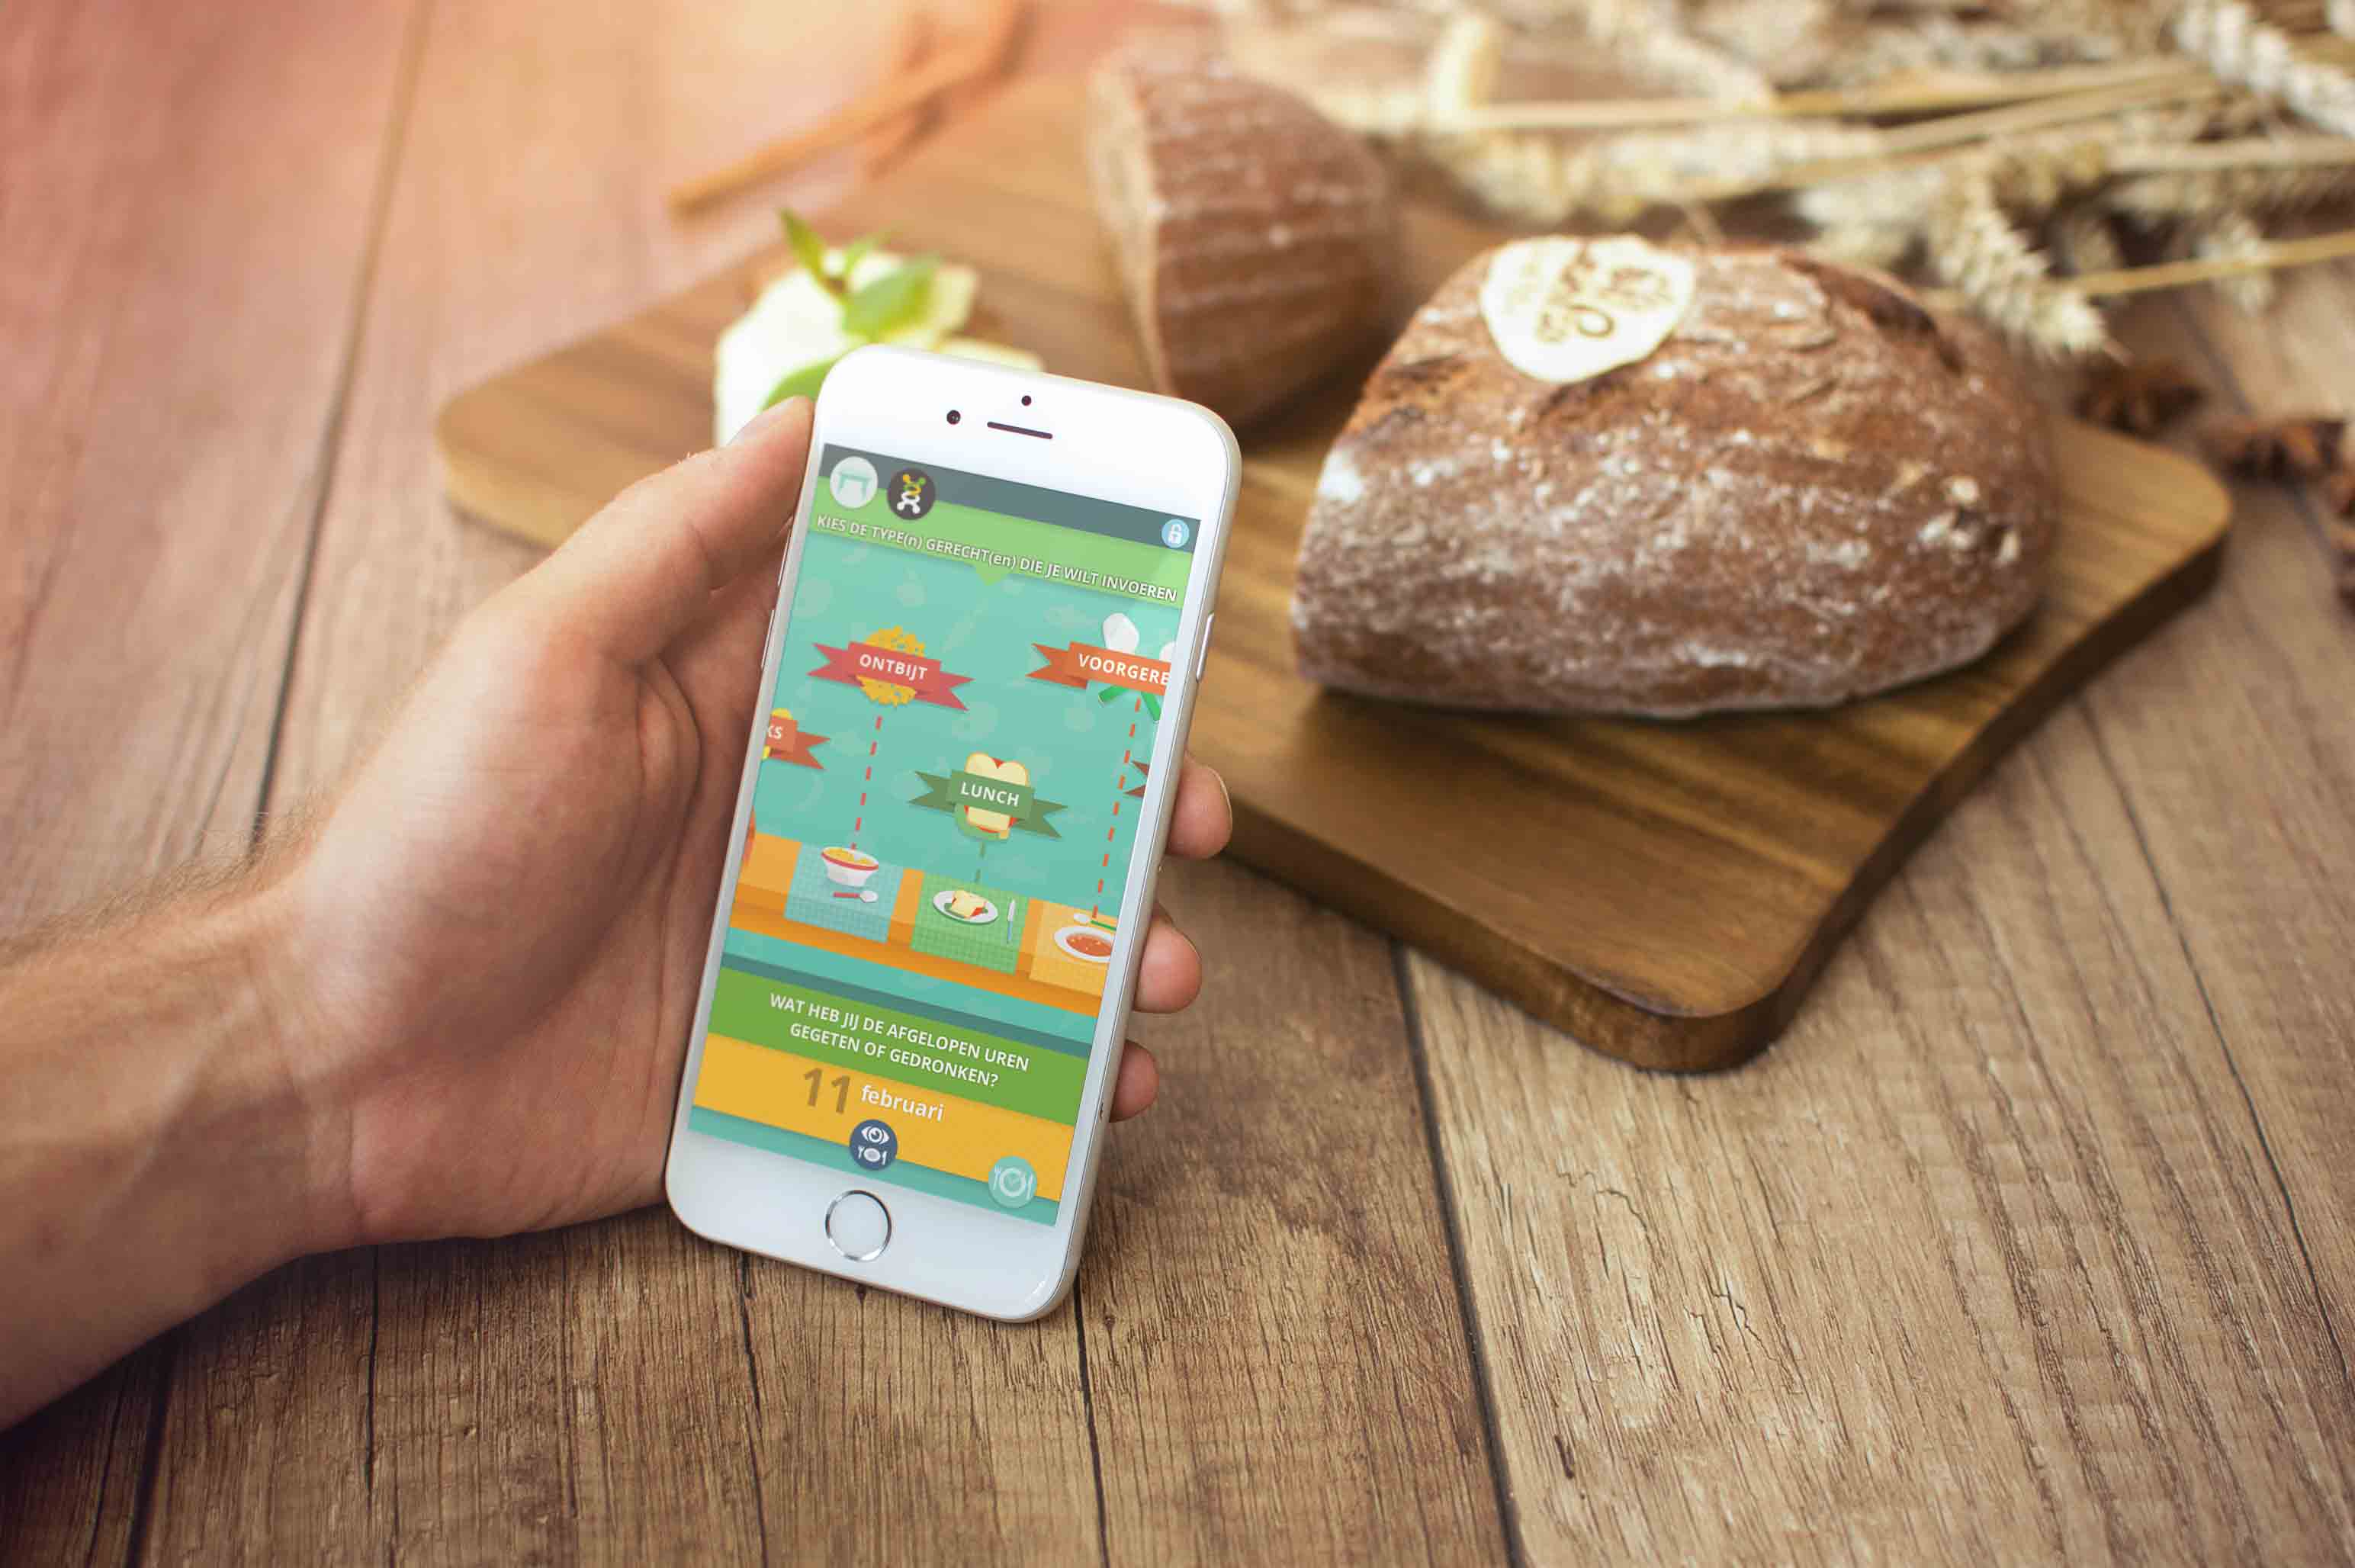 KIES DE TYPE(n) GERECHT(en) DIE JE WILT INVOEREN
ONTBIJT
VOORGERE
KS
LUNCH
WAT HEB JIJ DE AFGELOPEN UREN
GEGETEN OF GEDRONKEN?
11 februari